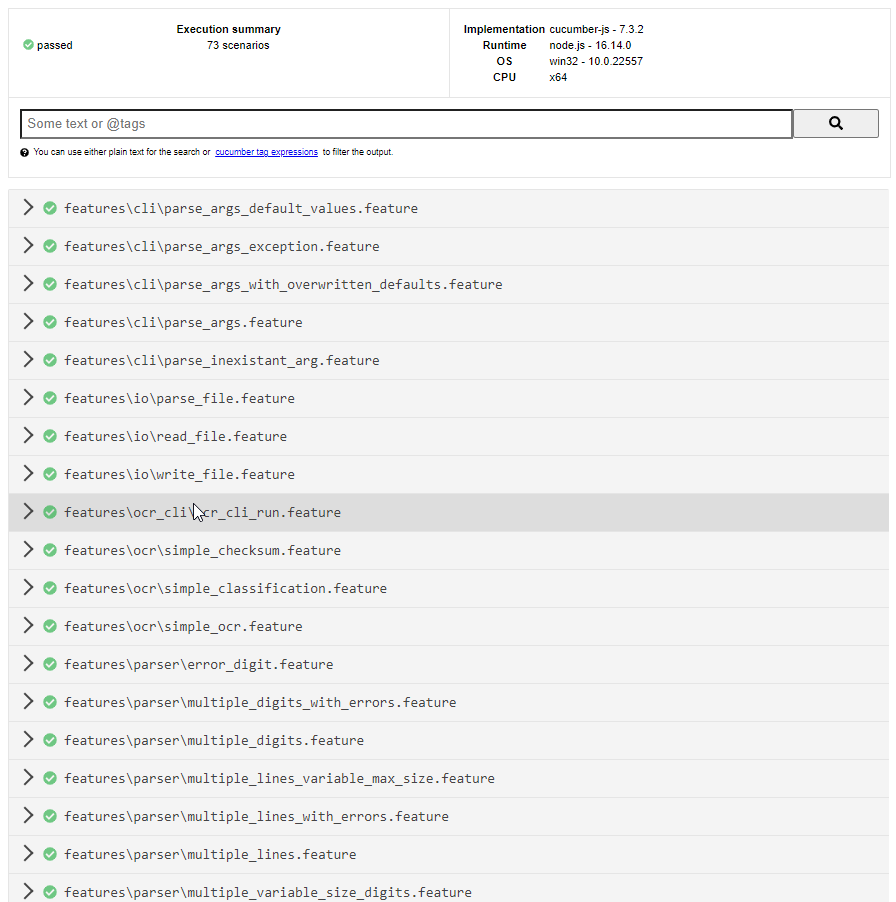 Execution summary
passed
73 scenarios
Implementation cucumber-js - 7.3.2
Runtime node.js - 16.14.0
OS win32 - 10.0.22557
CPU x64
Some text or @tags
You can use either plain text for the search or cucumber tag expressions to filter the output.
features\cli\parse_args_default_values.feature
features\cli\parse_args_exception.feature
features\cli\parse_args_with_overwritten_defaults.feature
features\cli\parse_args.feature
features\cli\parse_inexistant_arg.feature
features\io\parse_file.feature
features\io\read_file.feature
features\io\write_file.feature
features\ocr_cli\ocr_cli_run.feature
features\ocr\simple_checksum.feature
features\ocr\simple_classification.feature
features\ocr\simple_ocr.feature
features\parser\error_digit.feature
features\parser\multiple_digits_with_errors.feature
features\parser\multiple_digits.feature
features\parser\multiple_lines_variable_max_size.feature
features\parser\multiple_lines_with_errors.feature
features\parser\multiple_lines.feature
features\parser\multiple_variable_size_digits.feature